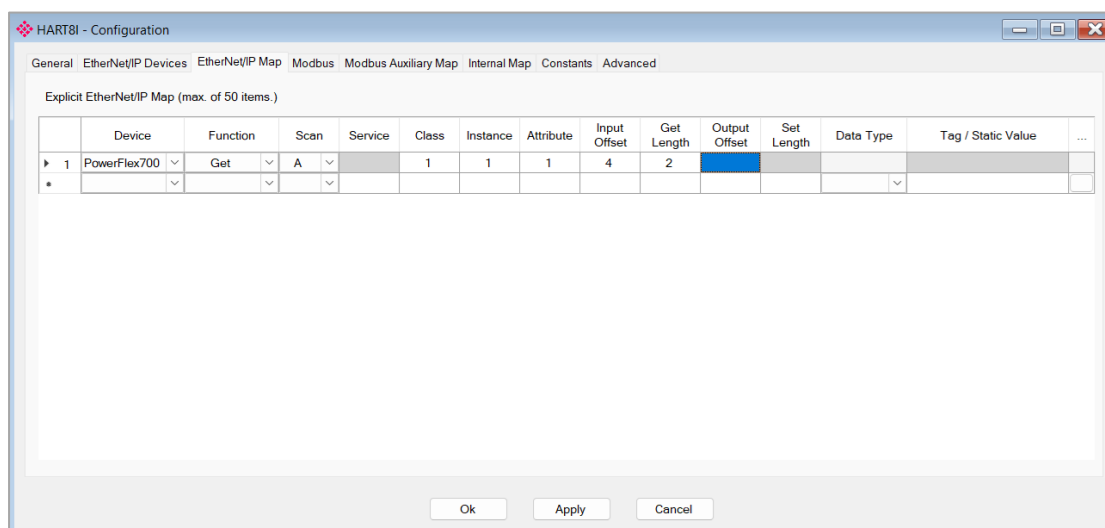 HART8I - Configuration
General EtherNet/IP Devices EtherNet/IP Map Modbus Modbus Auxiliary Map Internal Map Constants Advanced
Explicit EtherNet/IP Map (max. of 50 items.)
Device Function Scan Service Class Instance Attribute Input Offset Get Length Output Offset Set Length Data Type Tag / Static Value ...
1 PowerFlex700 Get A 1 1 1 4 2
Ok Apply Cancel